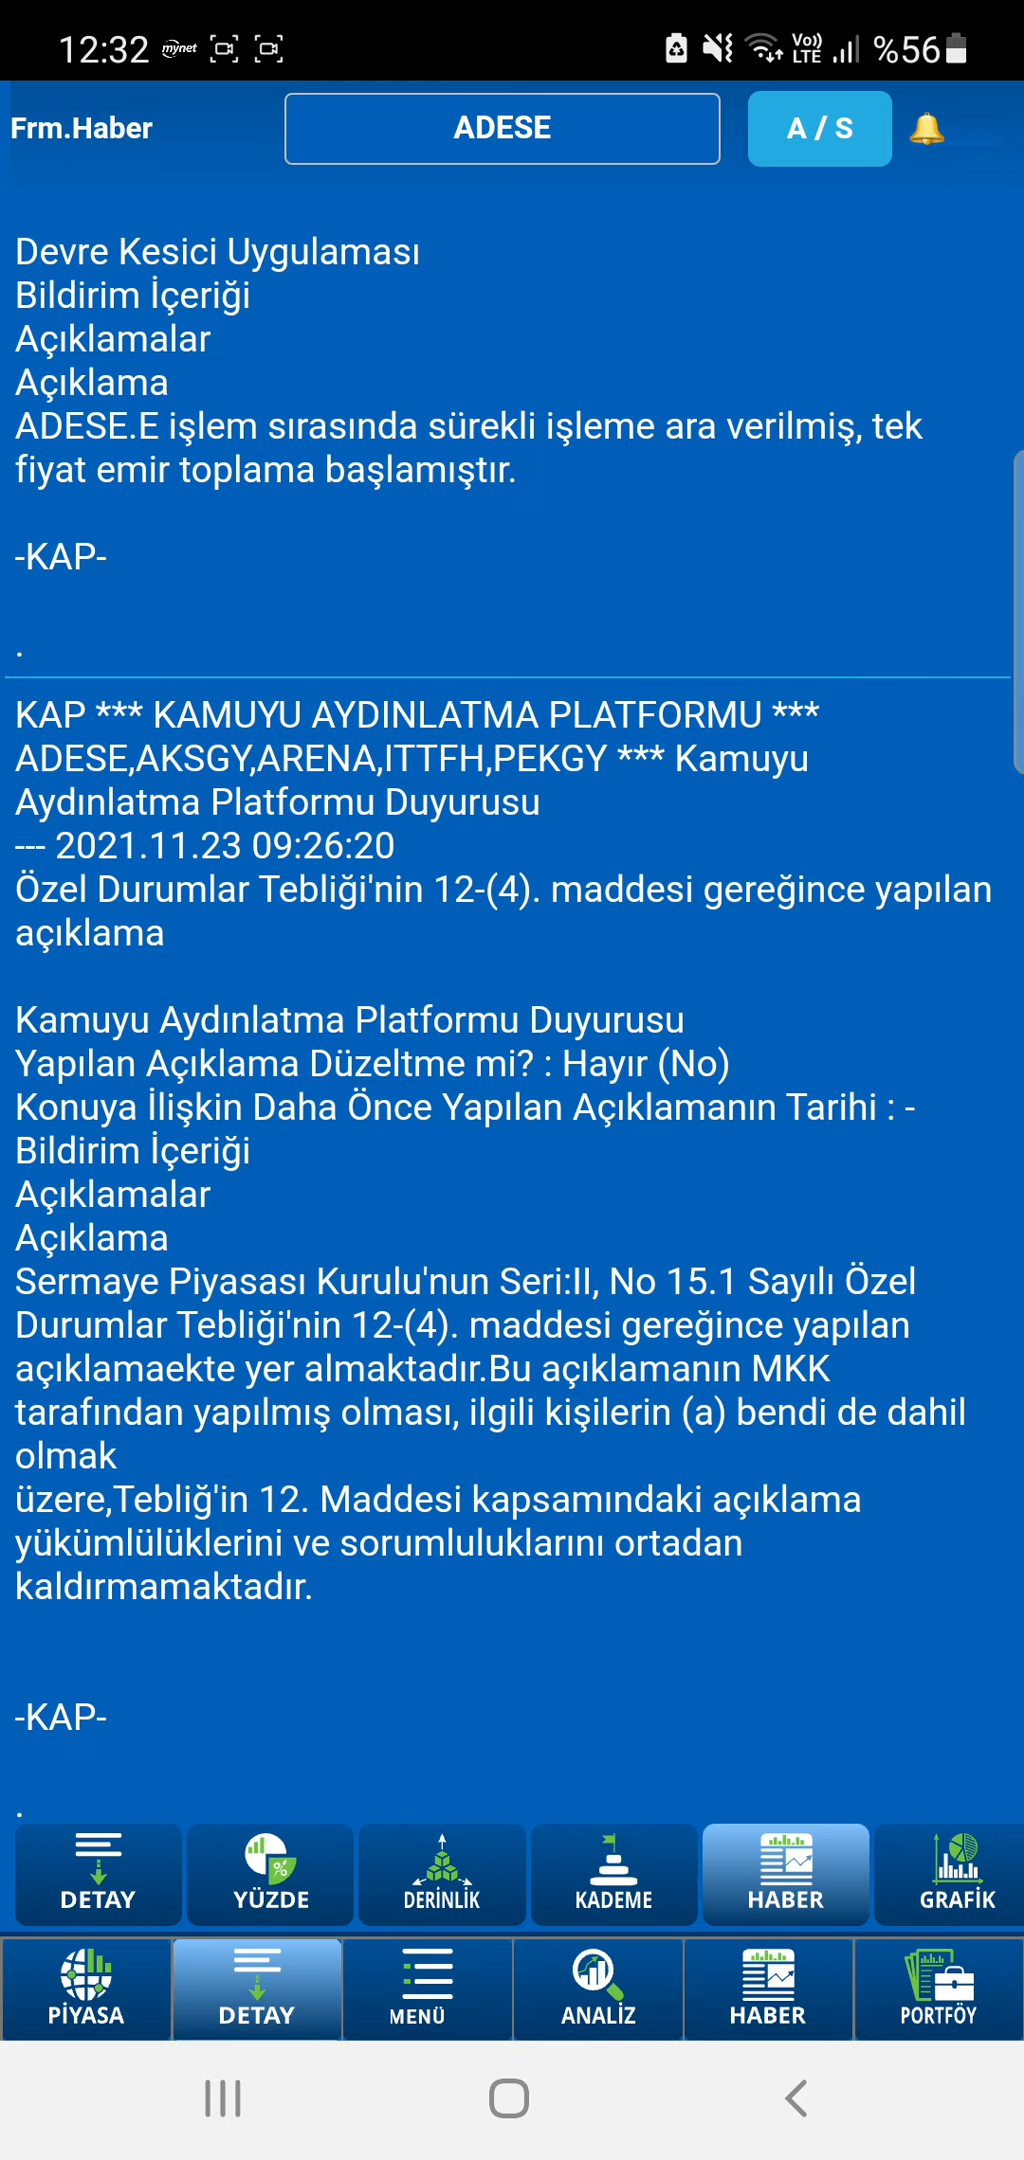 12:32 mynet Vo)) LTE %56
Frm.Haber ADESE A / S
Devre Kesici Uygulaması
Bildirim İçeriği
Açıklamalar
Açıklama
ADESE.E işlem sırasında sürekli işleme ara verilmiş, tek
fiyat emir toplama başlamıştır.
-KAP-
.
KAP *** KAMUYU AYDINLATMA PLATFORMU ***
ADESE,AKSGY,ARENA,ITTFH,PEKGY *** Kamuyu
Aydınlatma Platformu Duyurusu
--- 2021.11.23 09:26:20
Özel Durumlar Tebliği'nin 12-(4). maddesi gereğince yapılan
açıklama
Kamuyu Aydınlatma Platformu Duyurusu
Yapılan Açıklama Düzeltme mi? : Hayır (No)
Konuya İlişkin Daha Önce Yapılan Açıklamanın Tarihi : -
Bildirim İçeriği
Açıklamalar
Açıklama
Sermaye Piyasası Kurulu'nun Seri:II, No 15.1 Sayılı Özel
Durumlar Tebliği'nin 12-(4). maddesi gereğince yapılan
açıklamaekte yer almaktadır.Bu açıklamanın MKK
tarafından yapılmış olması, ilgili kişilerin (a) bendi de dahil
olmak
üzere,Tebliğ'in 12. Maddesi kapsamındaki açıklama
yükümlülüklerini ve sorumluluklarını ortadan
kaldırmamaktadır.
-KAP-
.
DETAY YÜZDE DERİNLİK KADEME HABER GRAFİK
PİYASA DETAY MENÜ ANALİZ HABER PORTFÖY